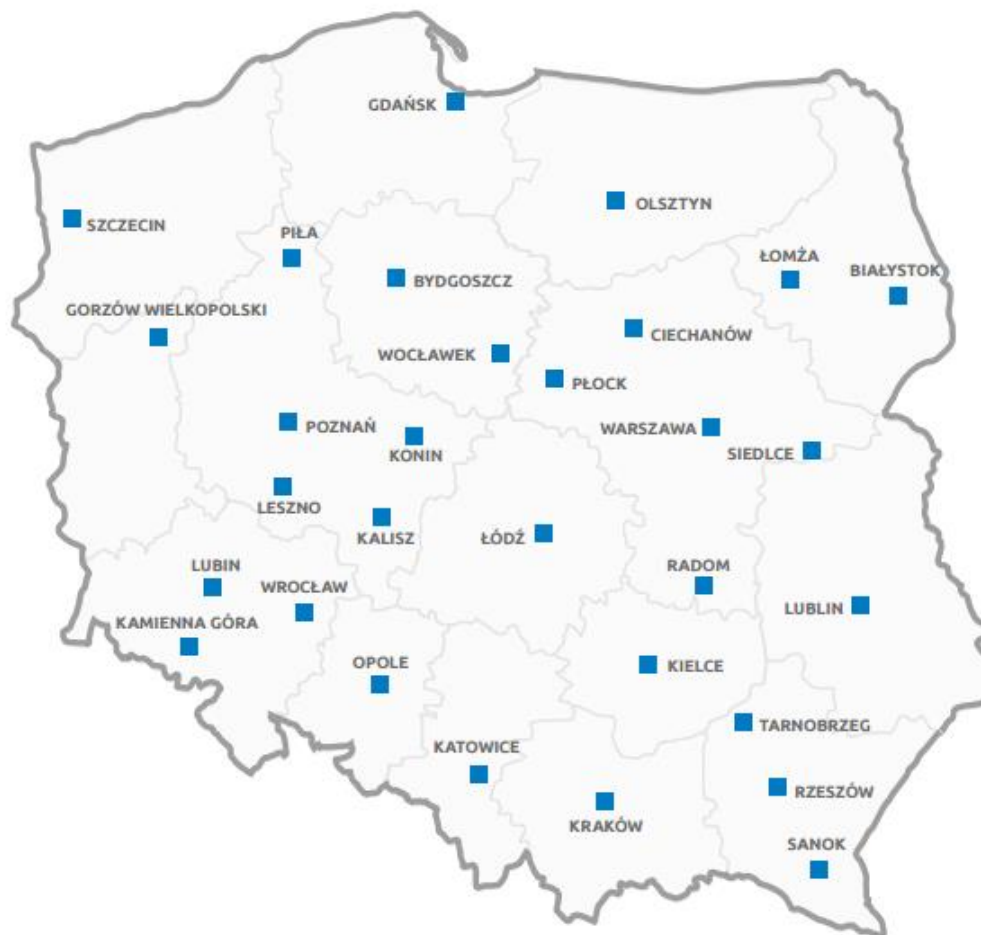 GDAŃSK
OLSZTYN
SZCZECIN
PIŁA
ŁOMŻA
BIAŁYSTOK
BYDGOSZCZ
GORZÓW WIELKOPOLSKI
CIECHANÓW
WOCŁAWEK
PŁOCK
POZNAŃ
WARSZAWA
KONIN
SIEDLCE
LESZNO
KALISZ
ŁÓDŹ
LUBIN
RADOM
WROCŁAW
LUBLIN
KAMIENNA GÓRA
OPOLE
KIELCE
TARNOBRZEG
KATOWICE
RZESZÓW
KRAKÓW
SANOK